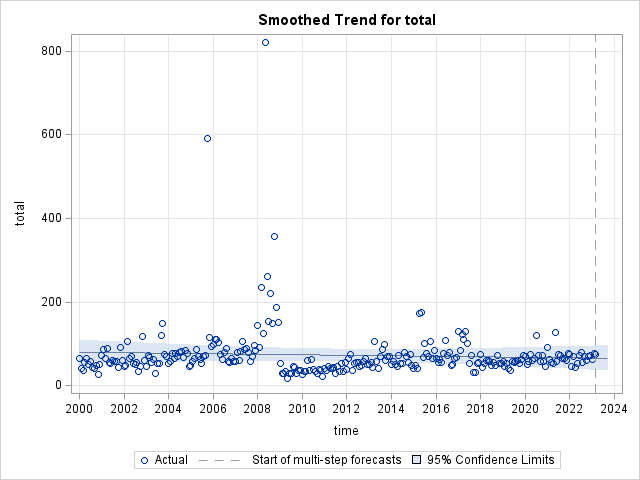 Smoothed Trend for total
800
600
400
200
0
total
2000 2002 2004 2006 2008 2010 2012 2014 2016 2018 2020 2022 2024
time
Actual Start of multi-step forecasts 95% Confidence Limits